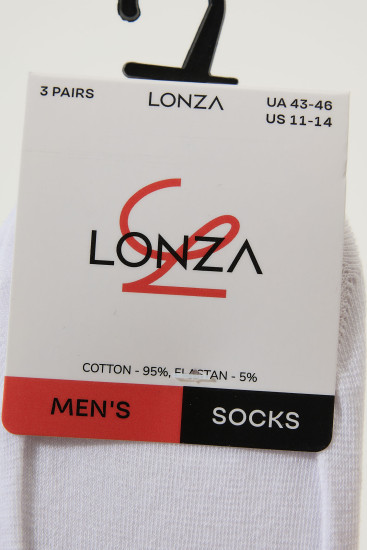 3 PAIRS
LONZA
UA 43-46
US 11-14
LONZA
COTTON - 95%, ELASTAN - 5%
MEN'S
SOCKS